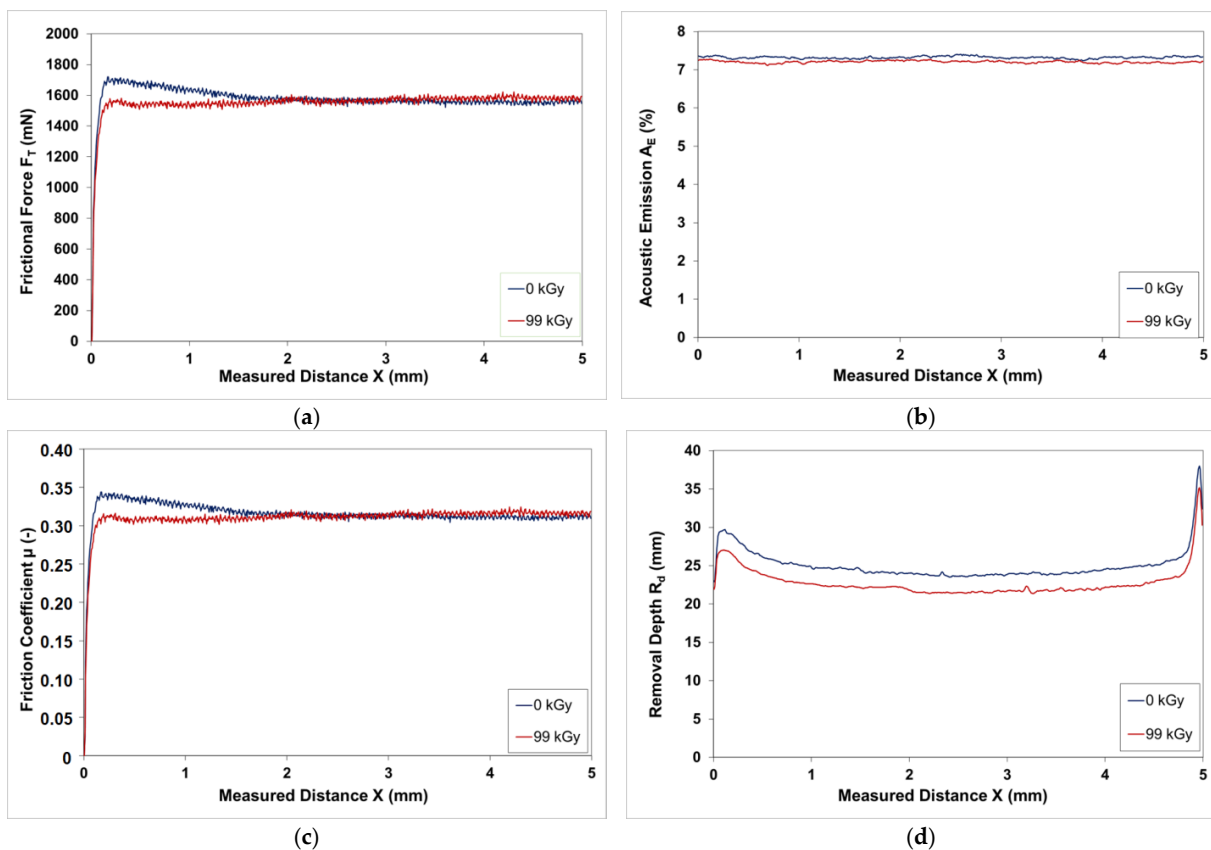 2000
1800
1600
1400
1200
1000
800
600
400
200
0
Frictional Force F_T (mN)
0 kGy
99 kGy
0 1 2 3 4 5
Measured Distance X (mm)
(a)
8
7
6
5
4
3
2
1
0
Acoustic Emission A_E (%)
0 kGy
99 kGy
0 1 2 3 4 5
Measured Distance X (mm)
(b)
0.40
0.35
0.30
0.25
0.20
0.15
0.10
0.05
0
Friction Coefficient µ (-)
0 kGy
99 kGy
0 1 2 3 4 5
Measured Distance X (mm)
(c)
40
35
30
25
20
15
10
5
0
Removal Depth R_d (mm)
0 kGy
99 kGy
0 1 2 3 4 5
Measured Distance X (mm)
(d)